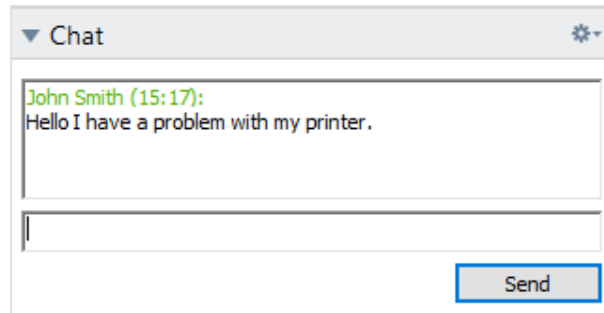 Chat
John Smith (15:17):
Hello I have a problem with my printer.
Send